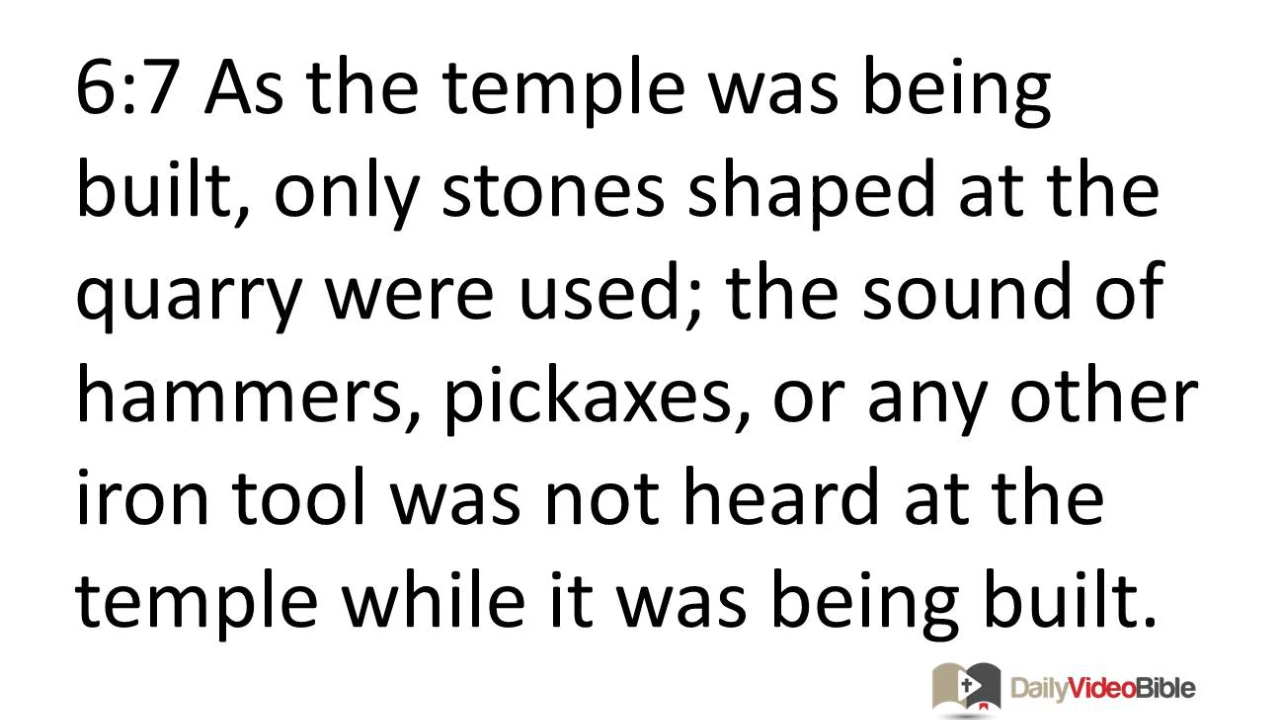 6:7 As the temple was being
built, only stones shaped at the
quarry were used; the sound of
hammers, pickaxes, or any other
iron tool was not heard at the
temple while it was being built.
DailyVideoBible